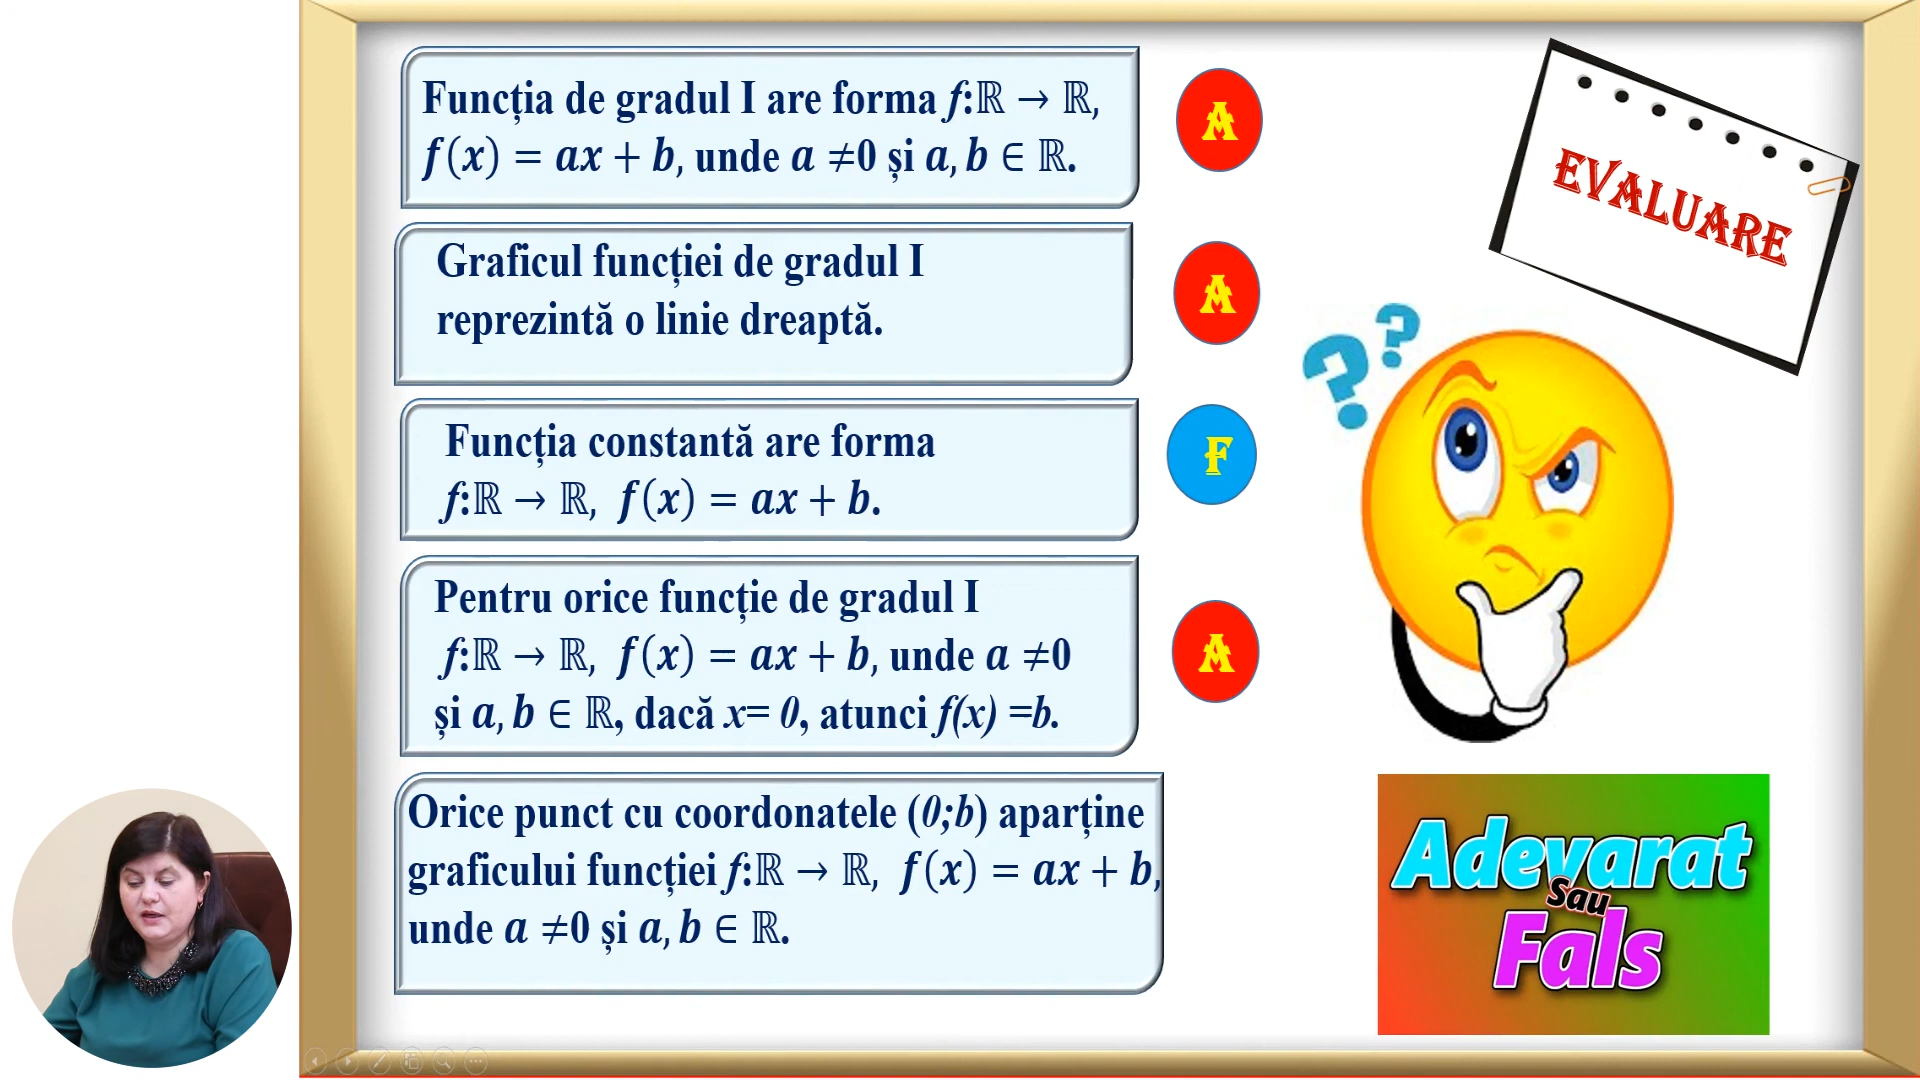 Funcția de gradul I are forma f:ℝ → ℝ,
f(x) = ax + b, unde a ≠0 și a, b ∈ ℝ.
A
Graficul funcției de gradul I
reprezintă o linie dreaptă.
A
Funcția constantă are forma
f:ℝ → ℝ, f(x) = ax + b.
F
Pentru orice funcție de gradul I
f:ℝ → ℝ, f(x) = ax + b, unde a ≠0
și a, b ∈ ℝ, dacă x= 0, atunci f(x) =b.
A
Orice punct cu coordonatele (0;b) aparține
graficului funcției f:ℝ → ℝ, f(x) = ax + b,
unde a ≠0 și a, b ∈ ℝ.
EVALUARE
? ?
Adevarat
Sau
Fals